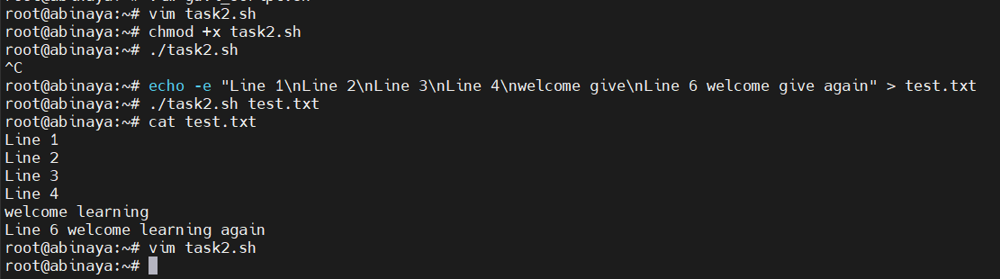 root@abinaya:~# vim task2.sh
root@abinaya:~# chmod +x task2.sh
root@abinaya:~# ./task2.sh
^C
root@abinaya:~# echo -e "Line 1\nLine 2\nLine 3\nLine 4\nwelcome give\nLine 6 welcome give again" > test.txt
root@abinaya:~# ./task2.sh test.txt
root@abinaya:~# cat test.txt
Line 1
Line 2
Line 3
Line 4
welcome learning
Line 6 welcome learning again
root@abinaya:~# vim task2.sh
root@abinaya:~#